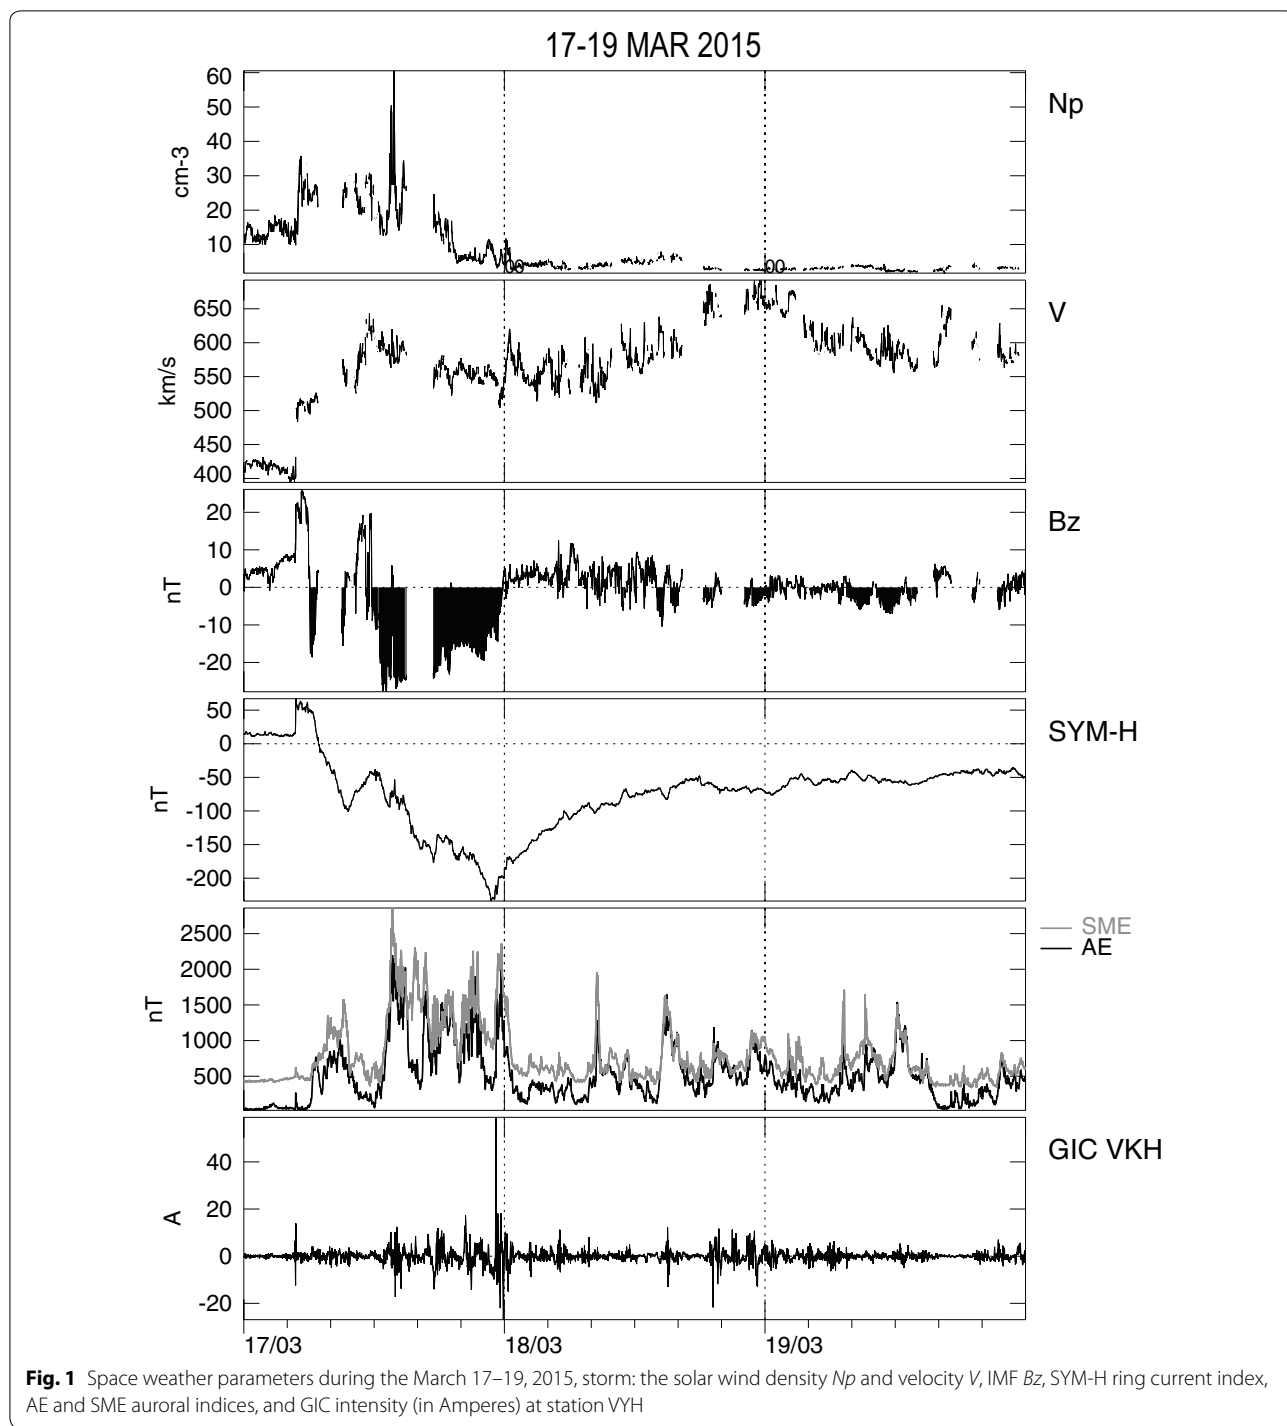 17-19 MAR 2015
60
50
40
30
20
10
cm-3
Np
00
00
650
600
550
500
450
400
km/s
V
20
10
0
-10
-20
nT
Bz
50
0
-50
-100
-150
-200
nT
SYM-H
2500
2000
1500
1000
500
nT
SME
AE
40
20
0
-20
A
GIC VKH
17/03 18/03 19/03
Fig. 1 Space weather parameters during the March 17–19, 2015, storm: the solar wind density Np and velocity V, IMF Bz, SYM-H ring current index,
AE and SME auroral indices, and GIC intensity (in Amperes) at station VYH